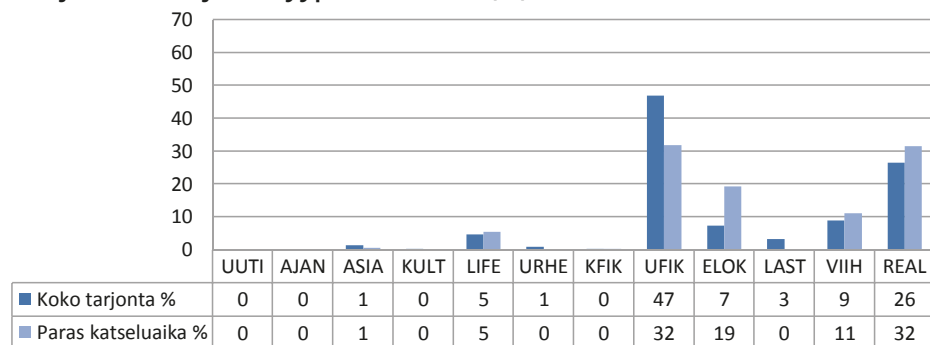 70
60
50
40
30
20
10
0
UUTI AJAN ASIA KULT LIFE URHE KFIK UFIK ELOK LAST VIIH REAL
Koko tarjonta % 0 0 1 0 5 1 0 47 7 3 9 26
Paras katseluaika % 0 0 1 0 5 0 0 32 19 0 11 32